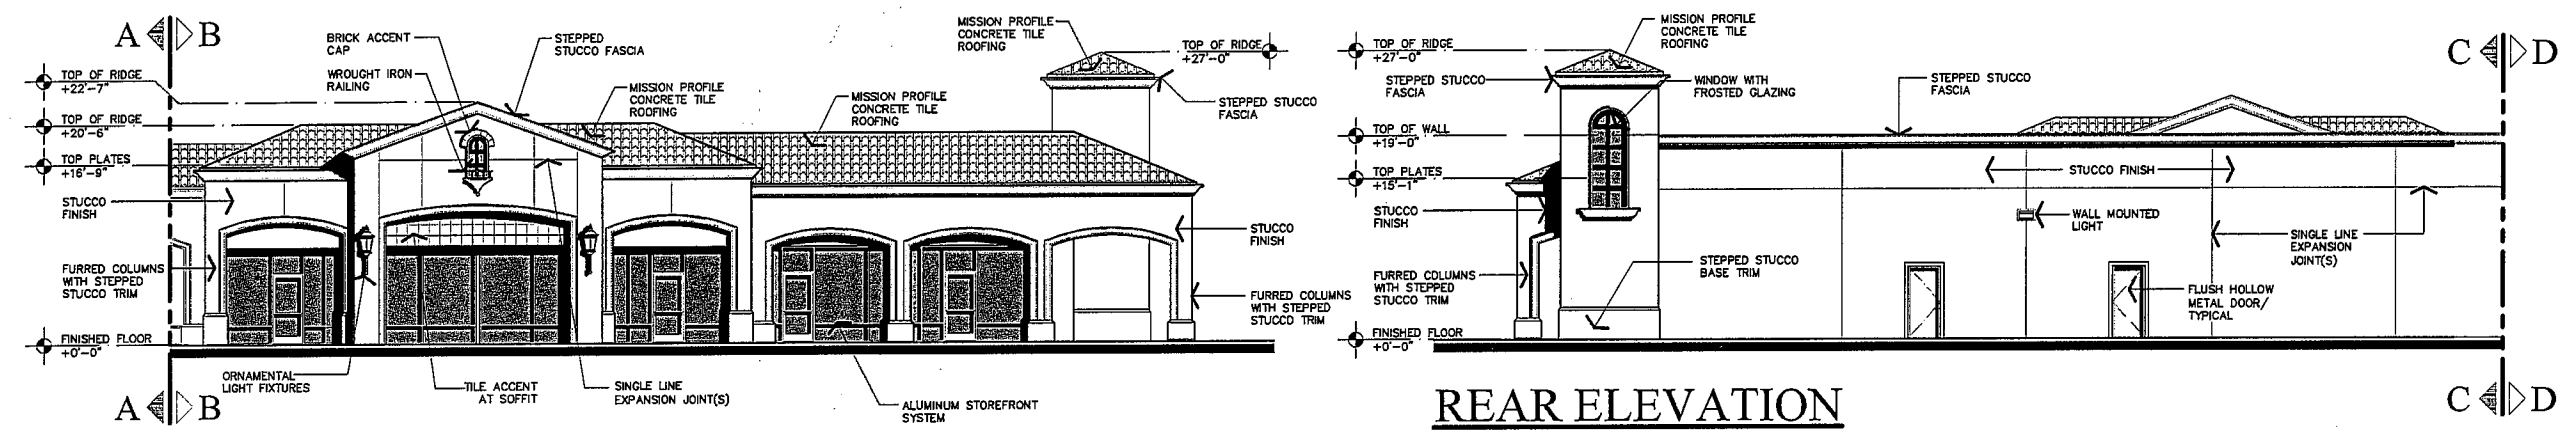 A B
TOP OF RIDGE
+22'-7"
TOP OF RIDGE
+20'-6"
TOP PLATES
+16'-9"
STUCCO
FINISH
FURRED COLUMNS
WITH STEPPED
STUCCO TRIM
FINISHED FLOOR
+0'-0"
A B
BRICK ACCENT
CAP
WROUGHT IRON
RAILING
STEPPED
STUCCO FASCIA
MISSION PROFILE
CONCRETE TILE
ROOFING
MISSION PROFILE
CONCRETE TILE
ROOFING
MISSION PROFILE
CONCRETE TILE
ROOFING
TOP OF RIDGE
+27'-0"
STEPPED STUCCO
FASCIA
STUCCO
FINISH
FURRED COLUMNS
WITH STEPPED
STUCCO TRIM
ORNAMENTAL
LIGHT FIXTURES
TILE ACCENT
AT SOFFIT
SINGLE LINE
EXPANSION JOINT(S)
ALUMINUM STOREFRONT
SYSTEM
TOP OF RIDGE
+27'-0"
STEPPED STUCCO
FASCIA
TOP OF WALL
+19'-0"
TOP PLATES
+15'-1"
STUCCO
FINISH
FURRED COLUMNS
WITH STEPPED
STUCCO TRIM
FINISHED FLOOR
+0'-0"
MISSION PROFILE
CONCRETE TILE
ROOFING
WINDOW WITH
FROSTED GLAZING
STEPPED STUCCO
FASCIA
STUCCO FINISH
WALL MOUNTED
LIGHT
STEPPED STUCCO
BASE TRIM
SINGLE LINE
EXPANSION
JOINT(S)
FLUSH HOLLOW
METAL DOOR/
TYPICAL
C D
C D
REAR ELEVATION